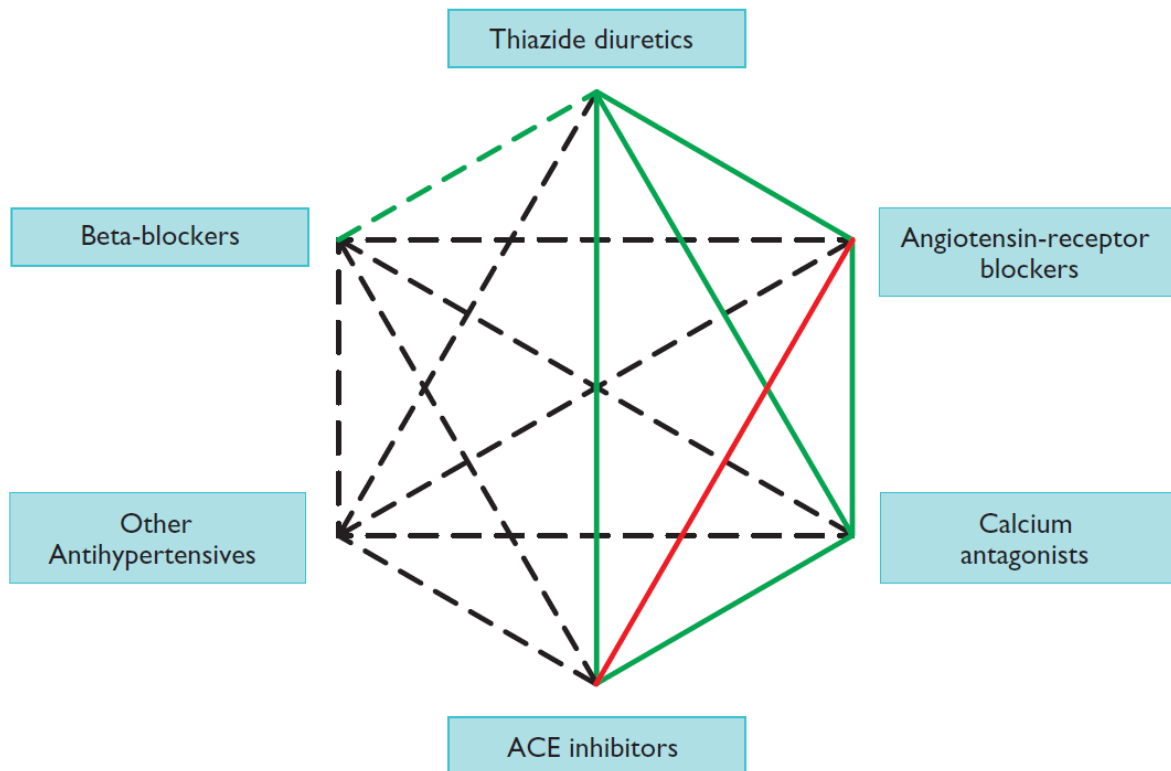 Thiazide diuretics
Beta-blockers
Angiotensin-receptor
blockers
Other
Antihypertensives
Calcium
antagonists
ACE inhibitors